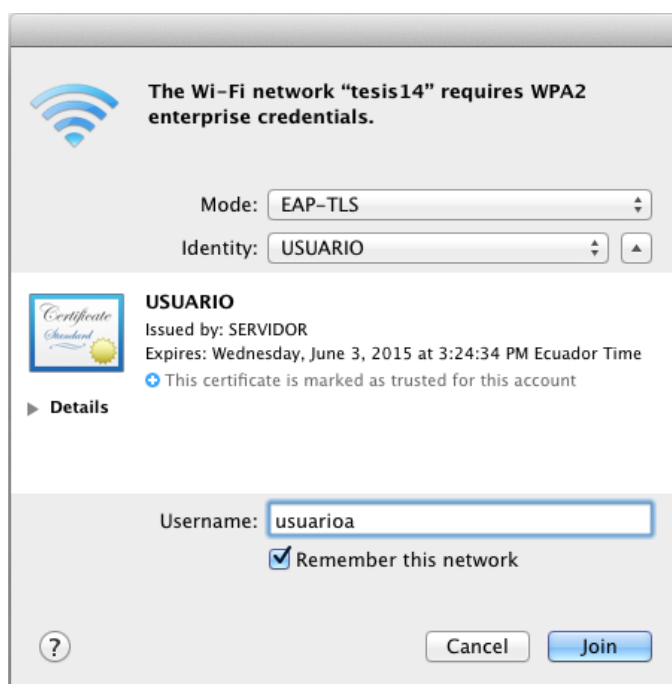 The Wi-Fi network “tesis14” requires WPA2
enterprise credentials.
Mode: EAP-TLS
Identity: USUARIO
Certificate
Standard
USUARIO
Issued by: SERVIDOR
Expires: Wednesday, June 3, 2015 at 3:24:34 PM Ecuador Time
This certificate is marked as trusted for this account
Details
Username: usuarioa
Remember this network
?
Cancel
Join